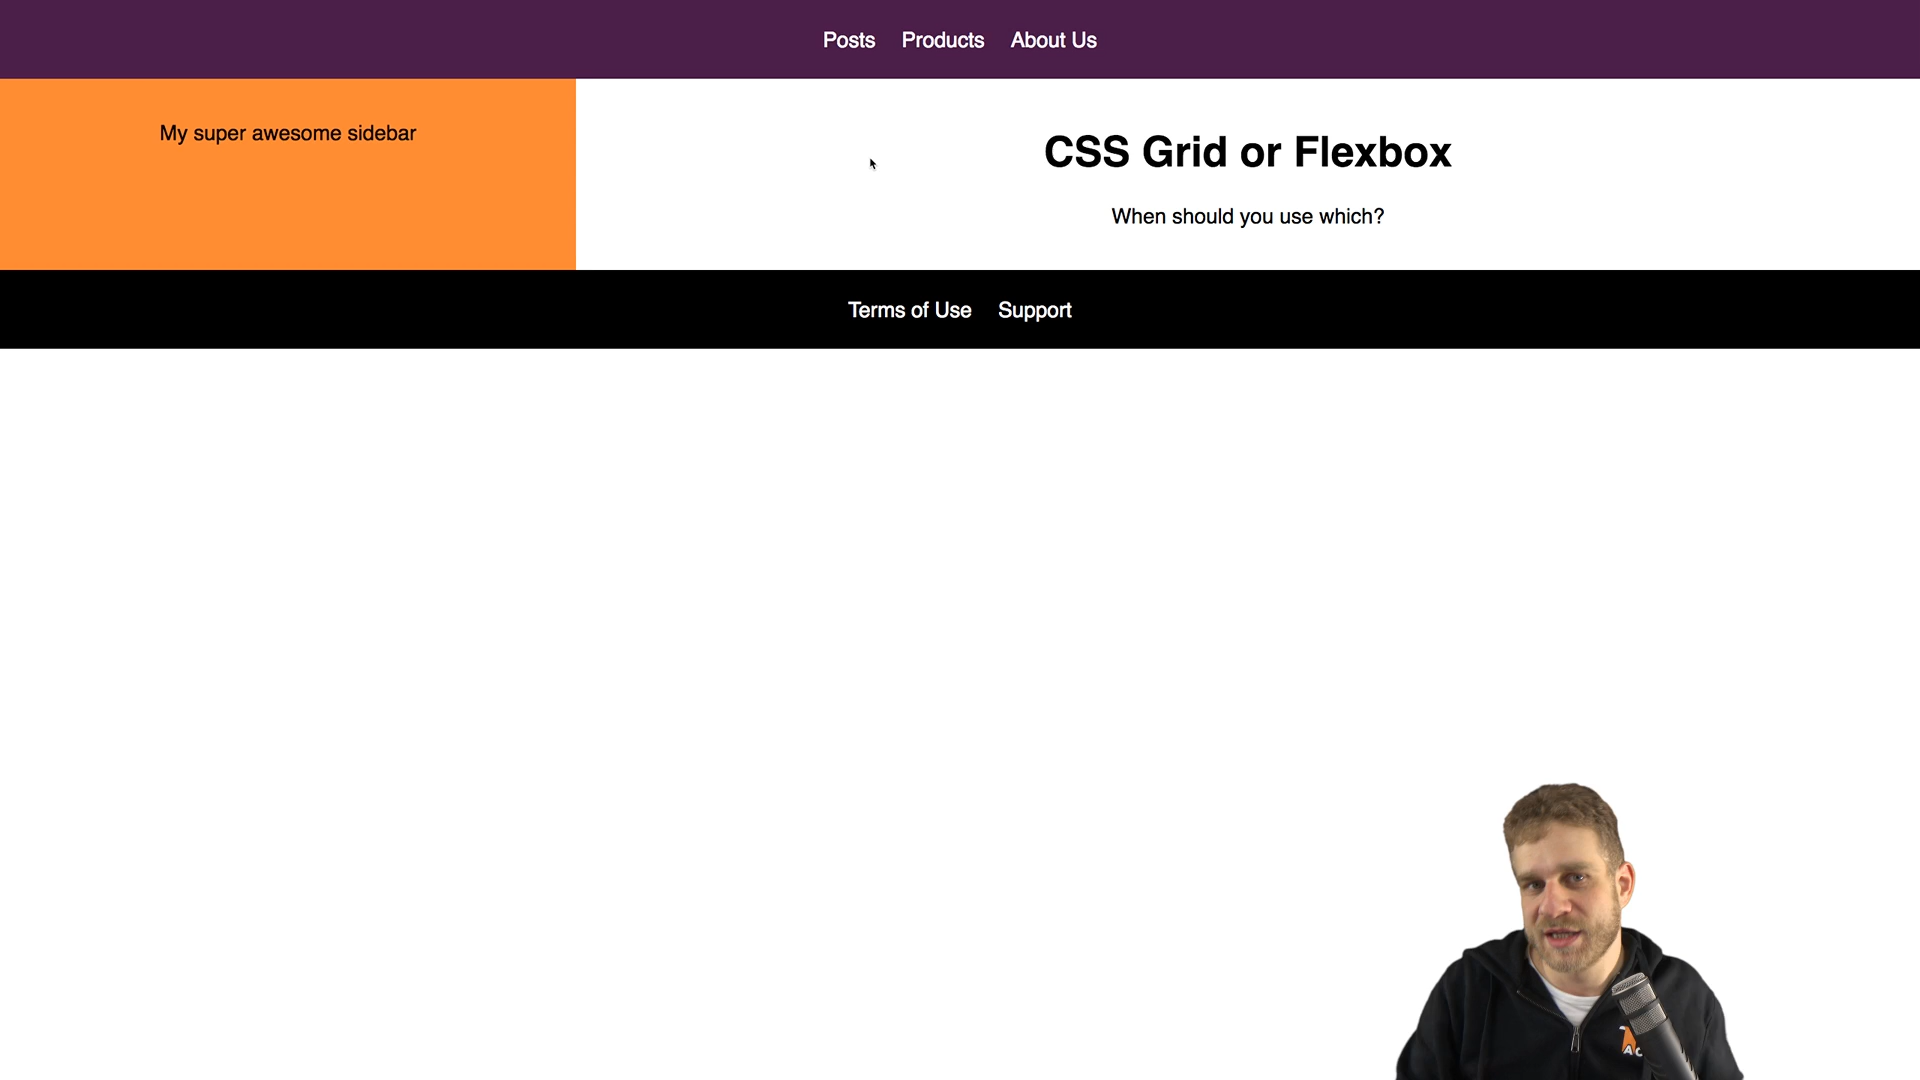 Posts Products About Us
My super awesome sidebar
CSS Grid or Flexbox
When should you use which?
Terms of Use Support